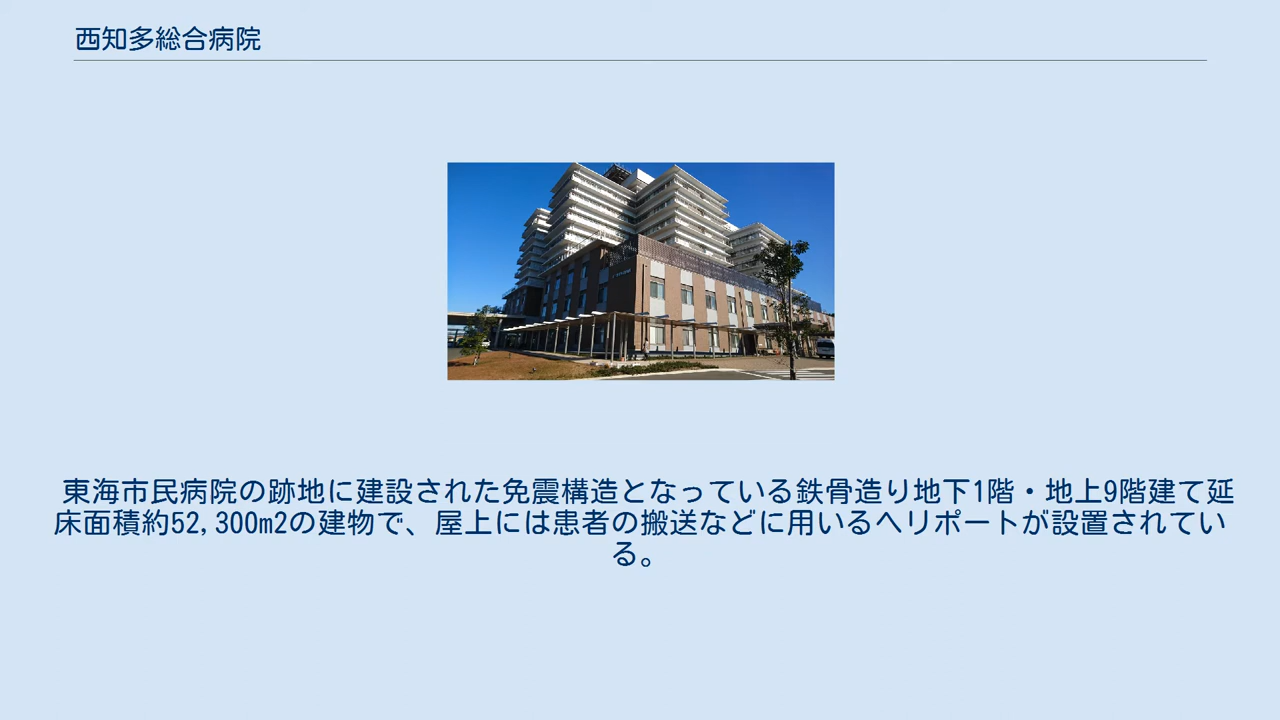 西知多総合病院
東海市民病院の跡地に建設された免震構造となっている鉄骨造り地下1階・地上9階建て延
床面積約52,300m2の建物で、屋上には患者の搬送などに用いるヘリポートが設置されてい
る。